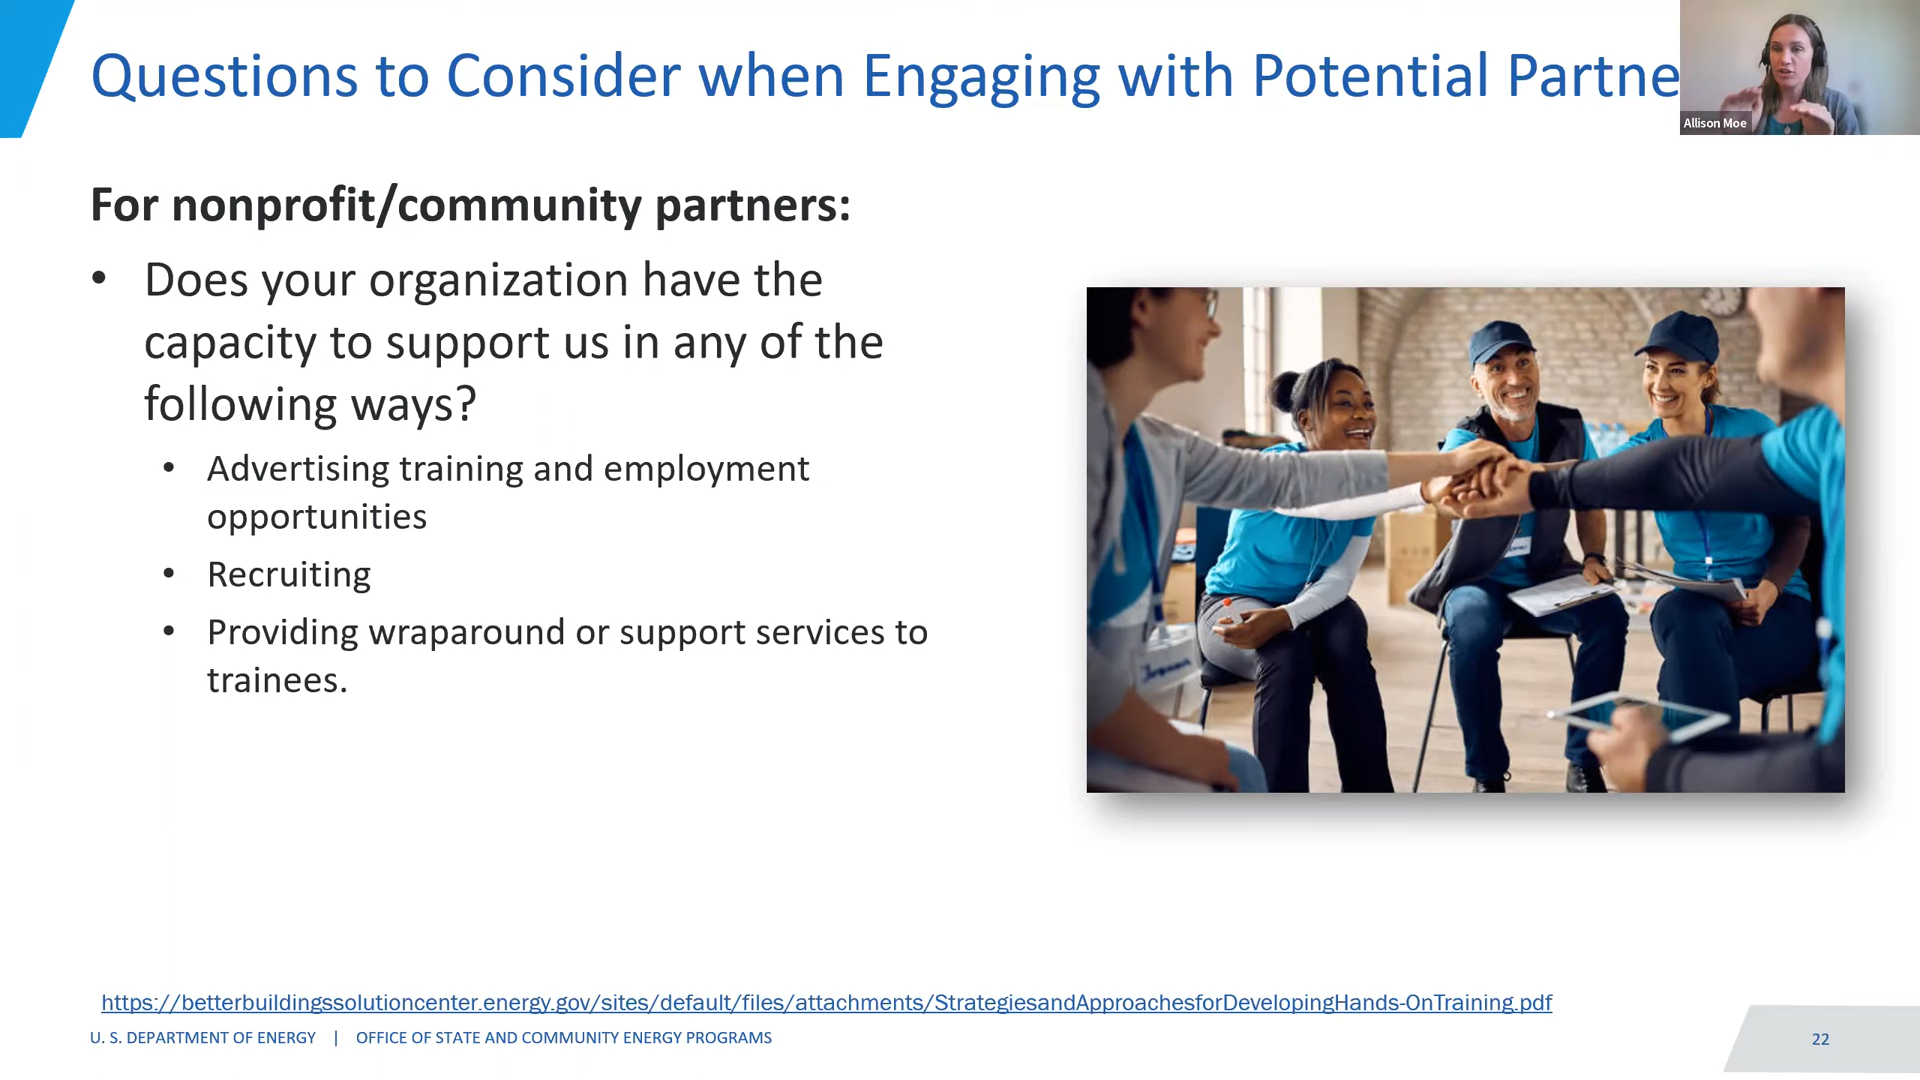 Questions to Consider when Engaging with Potential Partne
Allison Moe
For nonprofit/community partners:
• Does your organization have the
capacity to support us in any of the
following ways?
• Advertising training and employment
opportunities
• Recruiting
• Providing wraparound or support services to
trainees.
https://betterbuildingssolutioncenter.energy.gov/sites/default/files/attachments/StrategiesandApproachesforDevelopingHands-OnTraining.pdf
U. S. DEPARTMENT OF ENERGY | OFFICE OF STATE AND COMMUNITY ENERGY PROGRAMS
22